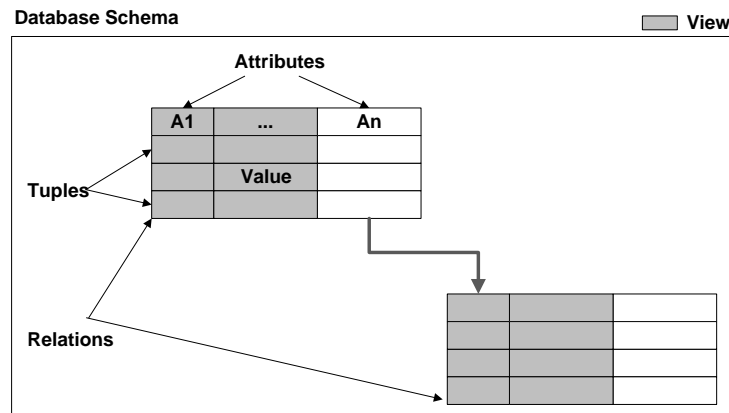 Database Schema
View
Attributes
A1 ... An
Value
Tuples
Relations